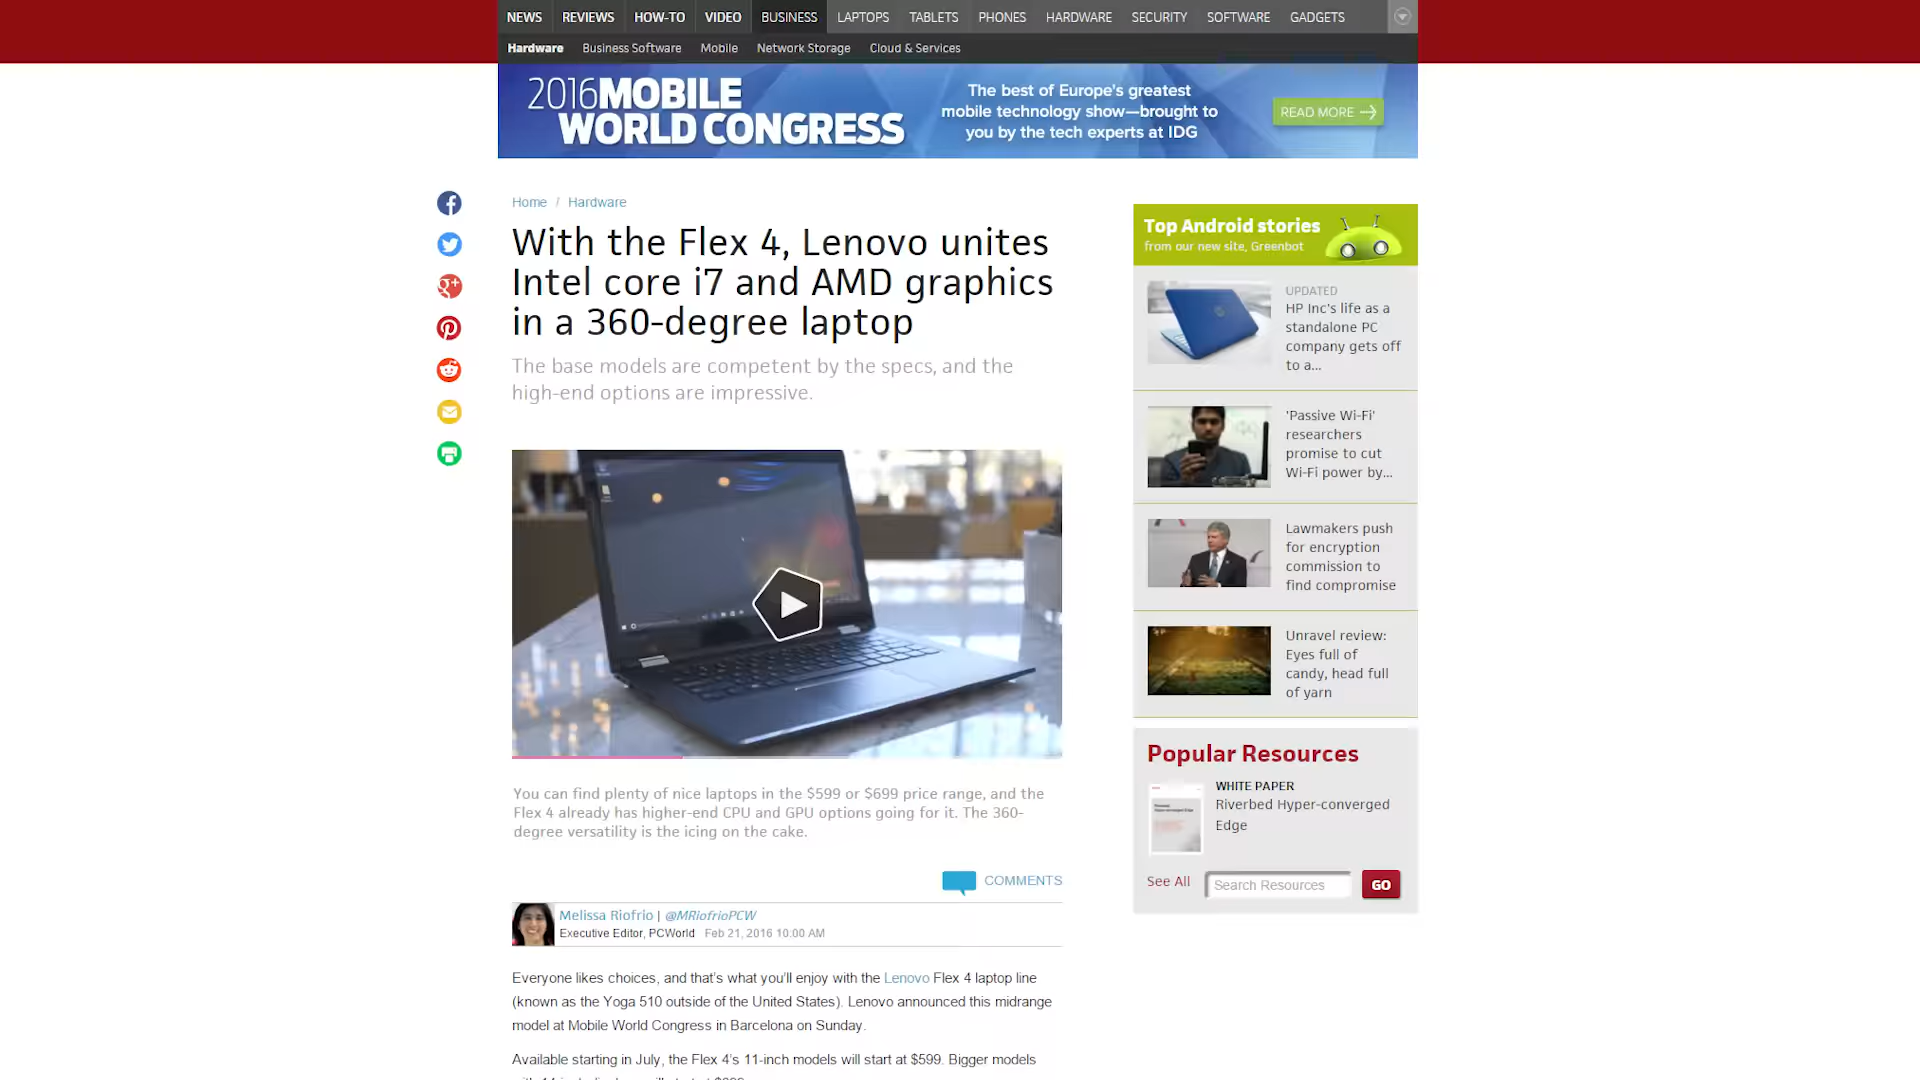 NEWS REVIEWS HOW-TO VIDEO BUSINESS LAPTOPS TABLETS PHONES HARDWARE SECURITY SOFTWARE GADGETS
Hardware Business Software Mobile Network Storage Cloud & Services
2016 MOBILE
WORLD CONGRESS
The best of Europe's greatest
mobile technology show—brought to
you by the tech experts at IDG
READ MORE
Home / Hardware
With the Flex 4, Lenovo unites
Intel core i7 and AMD graphics
in a 360-degree laptop
The base models are competent by the specs, and the
high-end options are impressive.
You can find plenty of nice laptops in the $599 or $699 price range, and the
Flex 4 already has higher-end CPU and GPU options going for it. The 360-
degree versatility is the icing on the cake.
COMMENTS
Melissa Riofrio | @MRiofrioPCW
Executive Editor, PCWorld Feb 21, 2016 10:00 AM
Everyone likes choices, and that's what you'll enjoy with the Lenovo Flex 4 laptop line
(known as the Yoga 510 outside of the United States). Lenovo announced this midrange
model at Mobile World Congress in Barcelona on Sunday.
Available starting in July, the Flex 4's 11-inch models will start at $599. Bigger models
Top Android stories
from our new site, Greenbot
UPDATED
HP Inc's life as a
standalone PC
company gets off
to a...
'Passive Wi-Fi'
researchers
promise to cut
Wi-Fi power by...
Lawmakers push
for encryption
commission to
find compromise
Unravel review:
Eyes full of
candy, head full
of yarn
Popular Resources
WHITE PAPER
Riverbed Hyper-converged
Edge
See All Search Resources GO